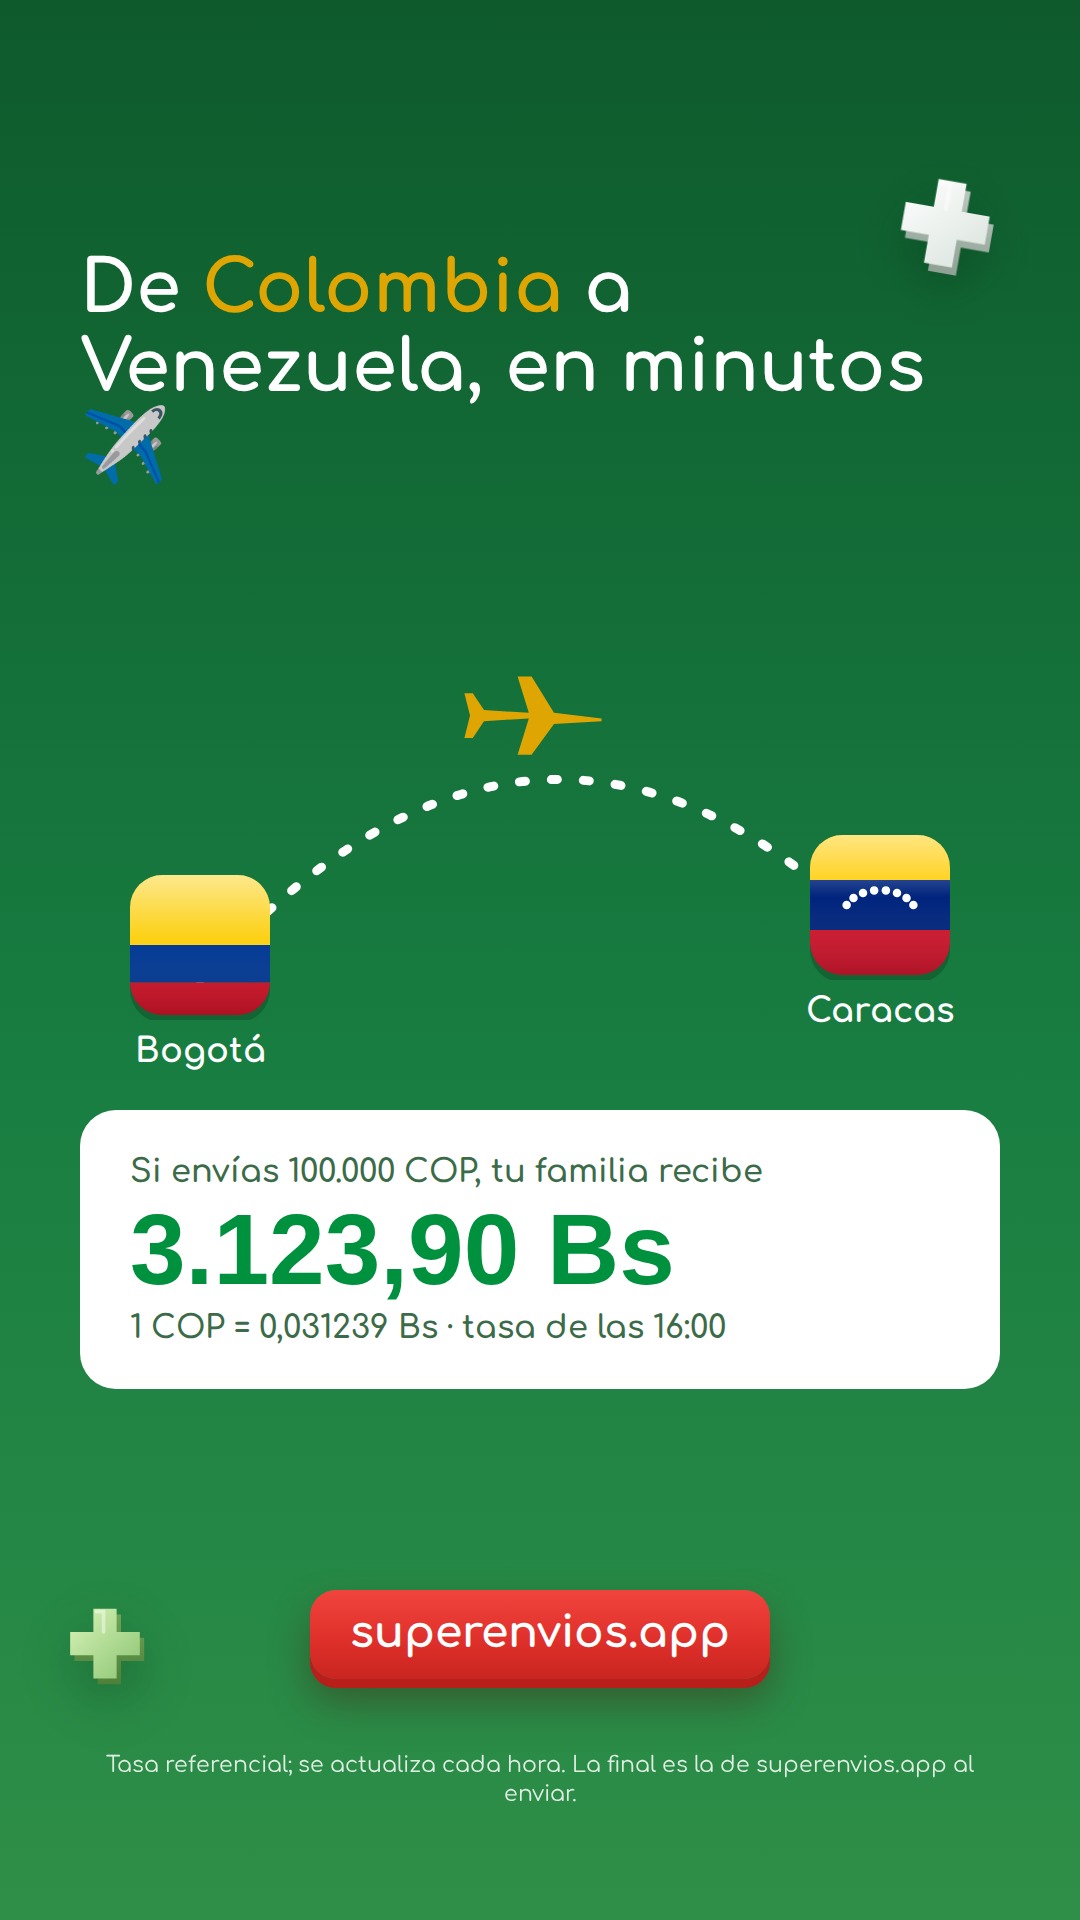 De Colombia a
Venezuela, en minutos
✈️
Bogotá
Caracas
Si envías 100.000 COP, tu familia recibe
3.123,90 Bs
1 COP = 0,031239 Bs · tasa de las 16:00
superenvios.app
Tasa referencial; se actualiza cada hora. La final es la de superenvios.app al
enviar.